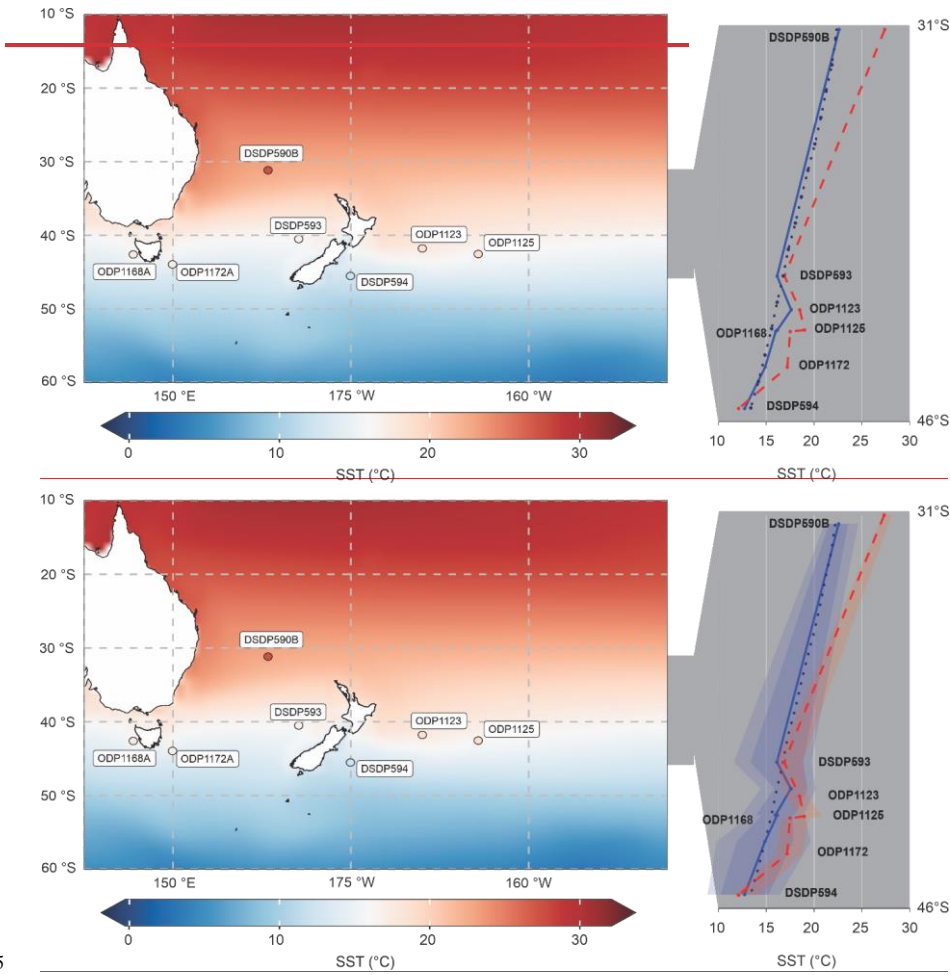 10 °S
20 °S
30 °S
40 °S
50 °S
60 °S
DSDP590B
DSDP593
ODP1123
ODP1125
ODP1168A
ODP1172A
DSDP594
150 °E
175 °W
160 °W
0
10
20
30
SST (°C)
31°S
DSDP590B
DSDP593
ODP1123
ODP1168
ODP1125
ODP1172
DSDP594
46°S
10
15
20
25
30
SST (°C)
10 °S
20 °S
30 °S
40 °S
50 °S
60 °S
DSDP590B
DSDP593
ODP1123
ODP1125
ODP1168A
ODP1172A
DSDP594
150 °E
175 °W
160 °W
0
10
20
30
SST (°C)
31°S
DSDP590B
DSDP593
ODP1123
ODP1168
ODP1125
ODP1172
DSDP594
46°S
10
15
20
25
30
SST (°C)